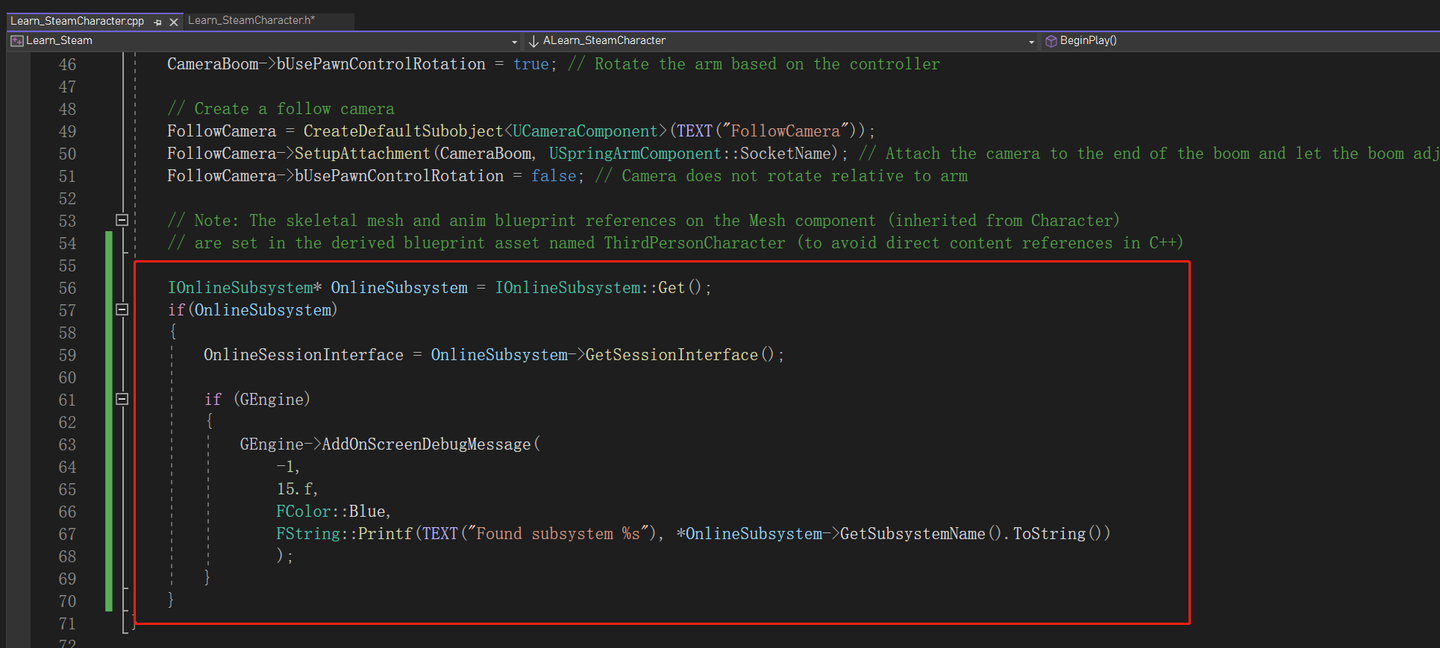 Learn_SteamCharacter.cpp Learn_SteamCharacter.h*
Learn_Steam ALearn_SteamCharacter BeginPlay()
46 CameraBoom->bUsePawnControlRotation = true; // Rotate the arm based on the controller
47
48 // Create a follow camera
49 FollowCamera = CreateDefaultSubobject<UCameraComponent>(TEXT("FollowCamera"));
50 FollowCamera->SetupAttachment(CameraBoom, USpringArmComponent::SocketName); // Attach the camera to the end of the boom and let the boom adj
51 FollowCamera->bUsePawnControlRotation = false; // Camera does not rotate relative to arm
52
53 // Note: The skeletal mesh and anim blueprint references on the Mesh component (inherited from Character)
54 // are set in the derived blueprint asset named ThirdPersonCharacter (to avoid direct content references in C++)
55
56 IOnlineSubsystem* OnlineSubsystem = IOnlineSubsystem::Get();
57 if(OnlineSubsystem)
58 {
59 OnlineSessionInterface = OnlineSubsystem->GetSessionInterface();
60
61 if (GEngine)
62 {
63 GEngine->AddOnScreenDebugMessage(
64 -1,
65 15.f,
66 FColor::Blue,
67 FString::Printf(TEXT("Found subsystem %s"), *OnlineSubsystem->GetSubsystemName().ToString())
68 );
69 }
70 }
71 }
72